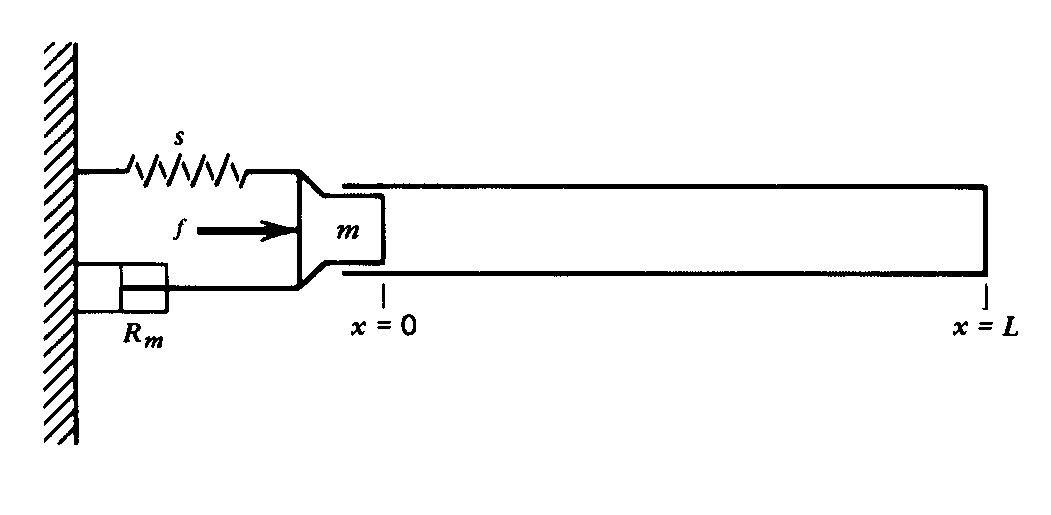 s
f
m
R_m
x = 0
x = L